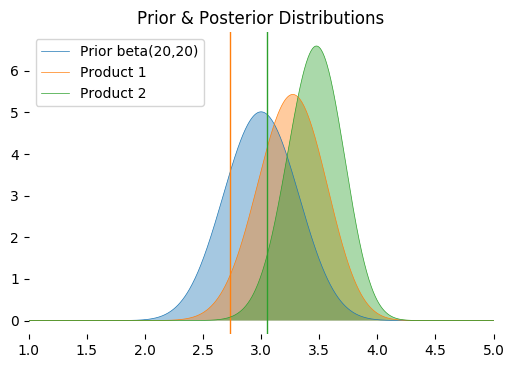 Prior & Posterior Distributions
Prior beta(20,20)
Product 1
Product 2
6
5
4
3
2
1
0
1.0 1.5 2.0 2.5 3.0 3.5 4.0 4.5 5.0